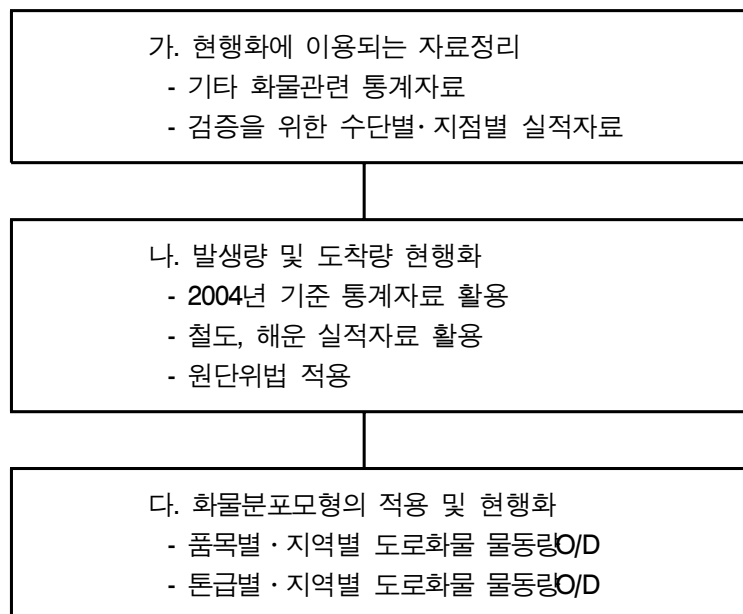 가. 현행화에 이용되는 자료정리
- 기타 화물관련 통계자료
- 검증을 위한 수단별·지점별 실적자료
나. 발생량 및 도착량 현행화
- 2004년 기준 통계자료 활용
- 철도, 해운 실적자료 활용
- 원단위법 적용
다. 화물분포모형의 적용 및 현행화
- 품목별·지역별 도로화물 물동량O/D
- 톤급별·지역별 도로화물 물동량O/D